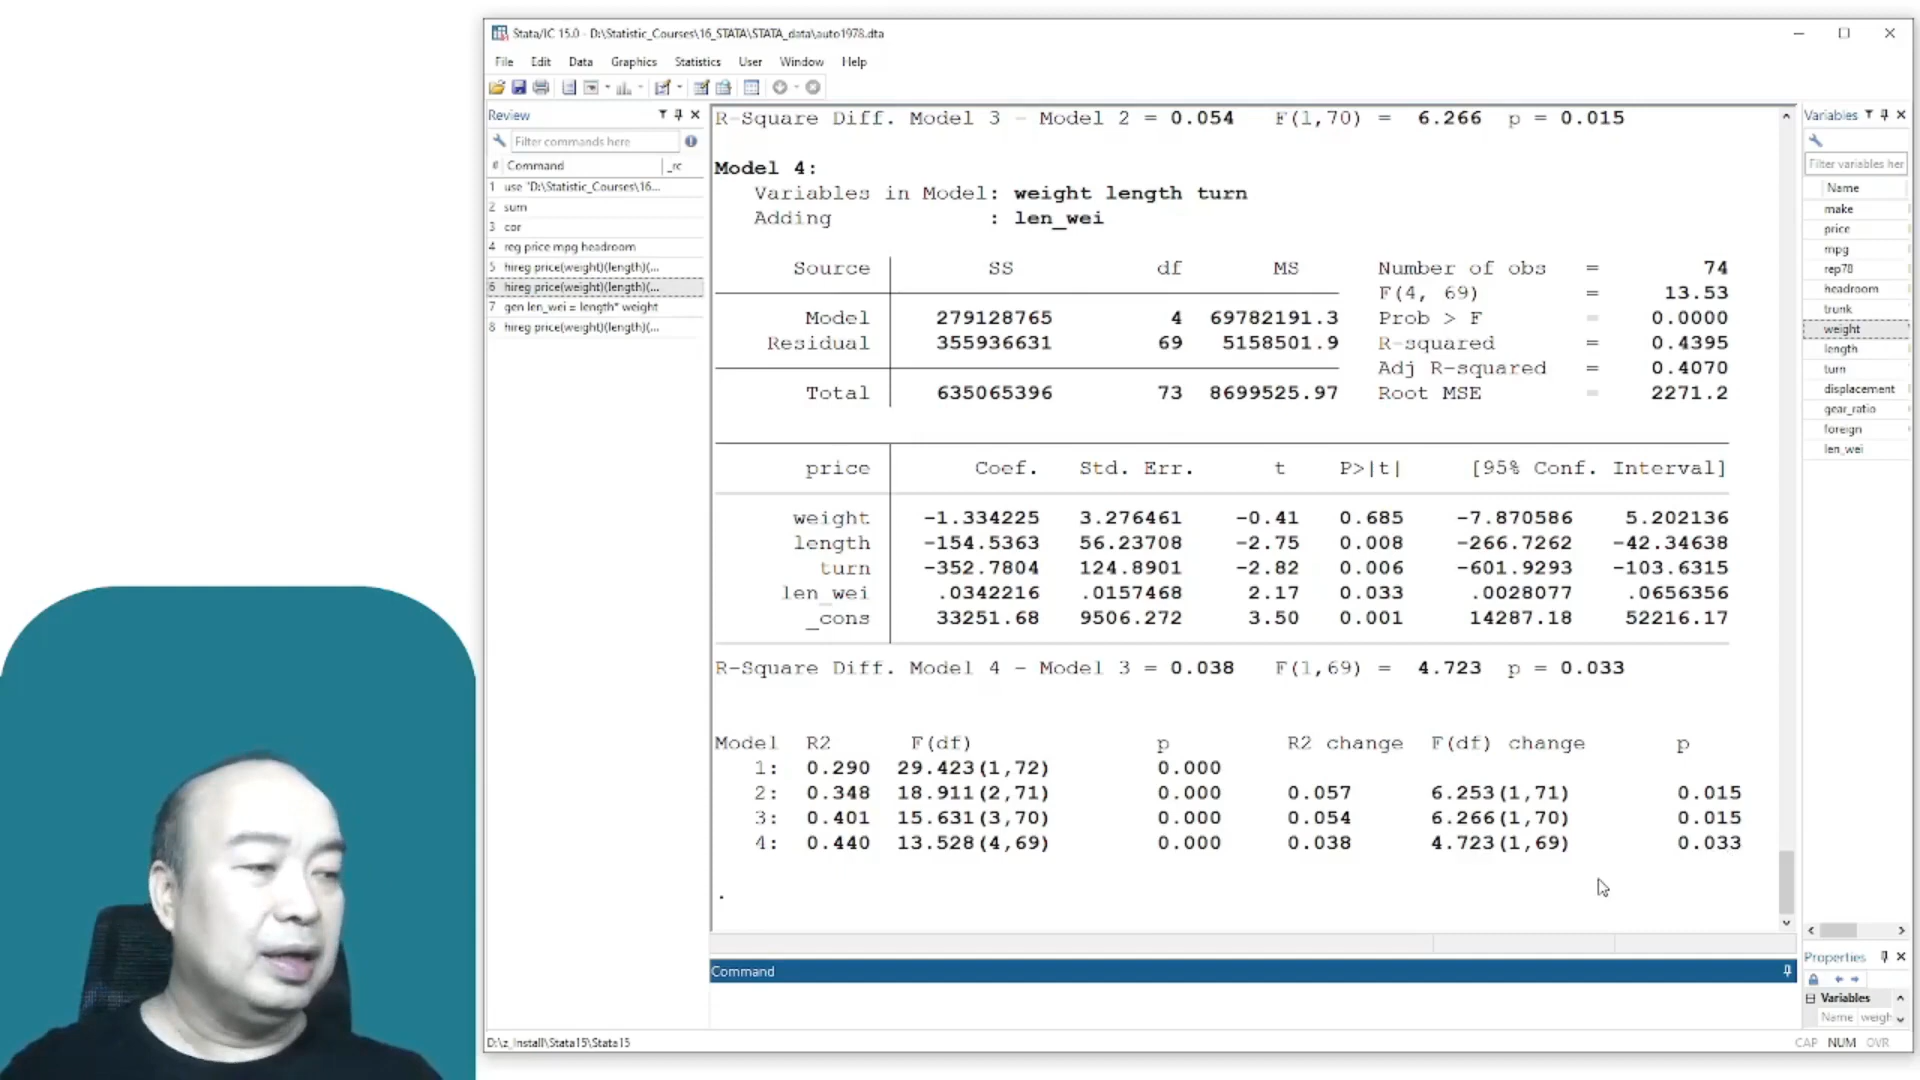 Stata/IC 15.0 - D:\Statistic_Courses\16_STATA\STATA_data\auto1978.dta
File Edit Data Graphics Statistics User Window Help
Review
Filter commands here
# Command _rc
1 use "D:\Statistic_Courses\16...
2 sum
3 cor
4 reg price mpg headroom
5 hireg price(weight)(length)(...
6 hireg price(weight)(length)(...
7 gen len_wei = length* weight
8 hireg price(weight)(length)(...
R-Square Diff. Model 3 - Model 2 = 0.054 F(1,70) = 6.266 p = 0.015
Model 4:
Variables in Model: weight length turn
Adding : len_wei
Source SS df MS Number of obs = 74
F(4, 69) = 13.53
Model 279128765 4 69782191.3 Prob > F = 0.0000
Residual 355936631 69 5158501.9 R-squared = 0.4395
Adj R-squared = 0.4070
Total 635065396 73 8699525.97 Root MSE = 2271.2
price Coef. Std. Err. t P>|t| [95% Conf. Interval]
weight -1.334225 3.276461 -0.41 0.685 -7.870586 5.202136
length -154.5363 56.23708 -2.75 0.008 -266.7262 -42.34638
turn -352.7804 124.8901 -2.82 0.006 -601.9293 -103.6315
len_wei .0342216 .0157468 2.17 0.033 .0028077 .0656356
_cons 33251.68 9506.272 3.50 0.001 14287.18 52216.17
R-Square Diff. Model 4 - Model 3 = 0.038 F(1,69) = 4.723 p = 0.033
Model R2 F(df) p R2 change F(df) change p
1: 0.290 29.423(1,72) 0.000
2: 0.348 18.911(2,71) 0.000 0.057 6.253(1,71) 0.015
3: 0.401 15.631(3,70) 0.000 0.054 6.266(1,70) 0.015
4: 0.440 13.528(4,69) 0.000 0.038 4.723(1,69) 0.033
.
Command
Variables
Filter variables her
Name
make
price
mpg
rep78
headroom
trunk
weight
length
turn
displacement
gear_ratio
foreign
len_wei
Properties
Variables
Name weigh
D:\z_Install\Stata15\Stata15
CAP NUM OVR